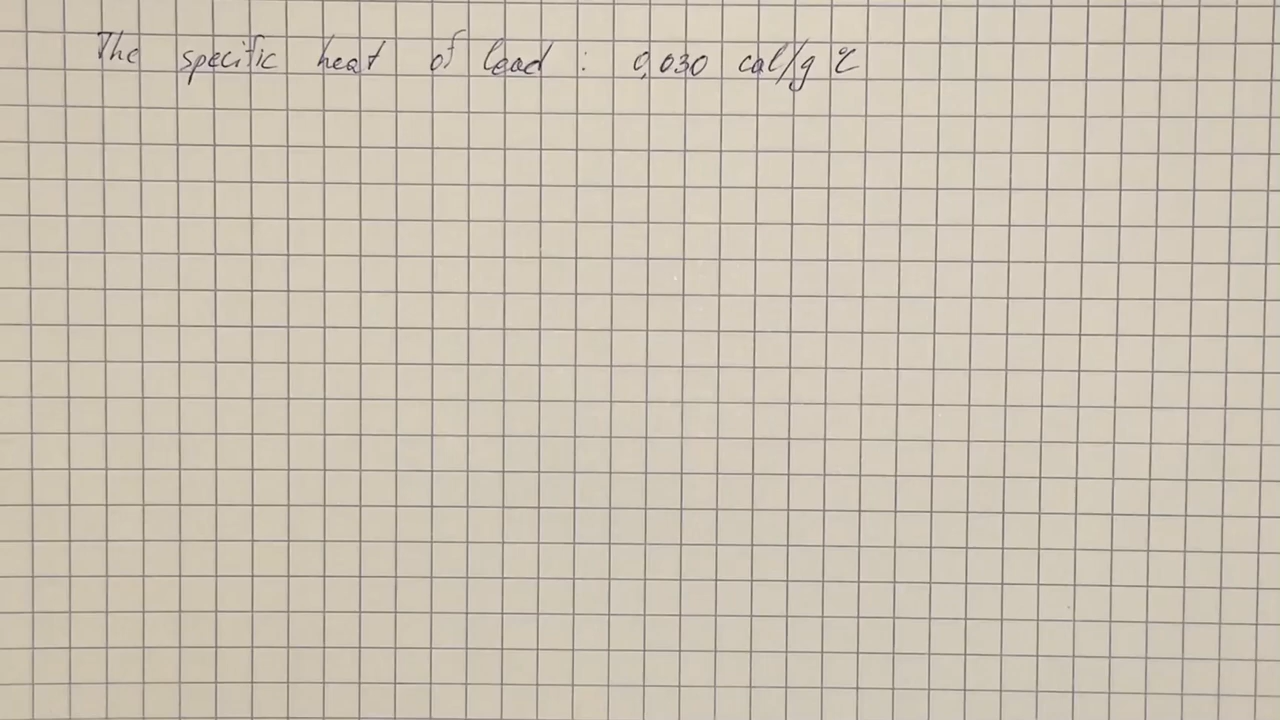 The specific heat of lead : 0,030 cal/g °C